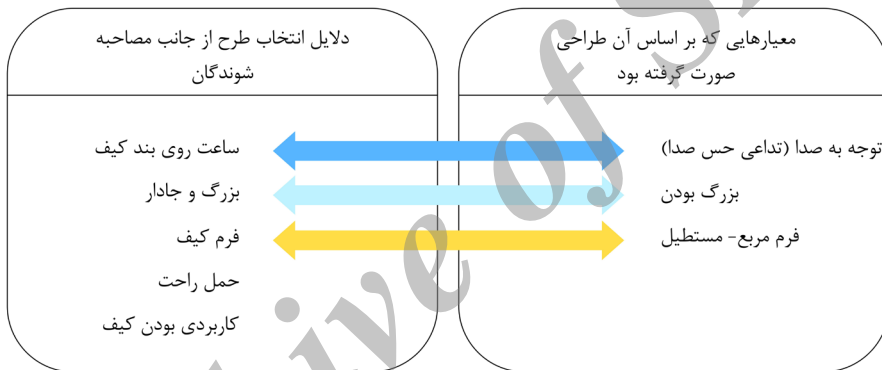 معیارهایی که بر اساس آن طراحی
صورت گرفته بود
توجه به صدا (تداعی حس صدا)
بزرگ بودن
فرم مربع- مستطیل
دلایل انتخاب طرح از جانب مصاحبه
شوندگان
ساعت روی بند کیف
بزرگ و جادار
فرم کیف
حمل راحت
کاربردی بودن کیف
ive of S